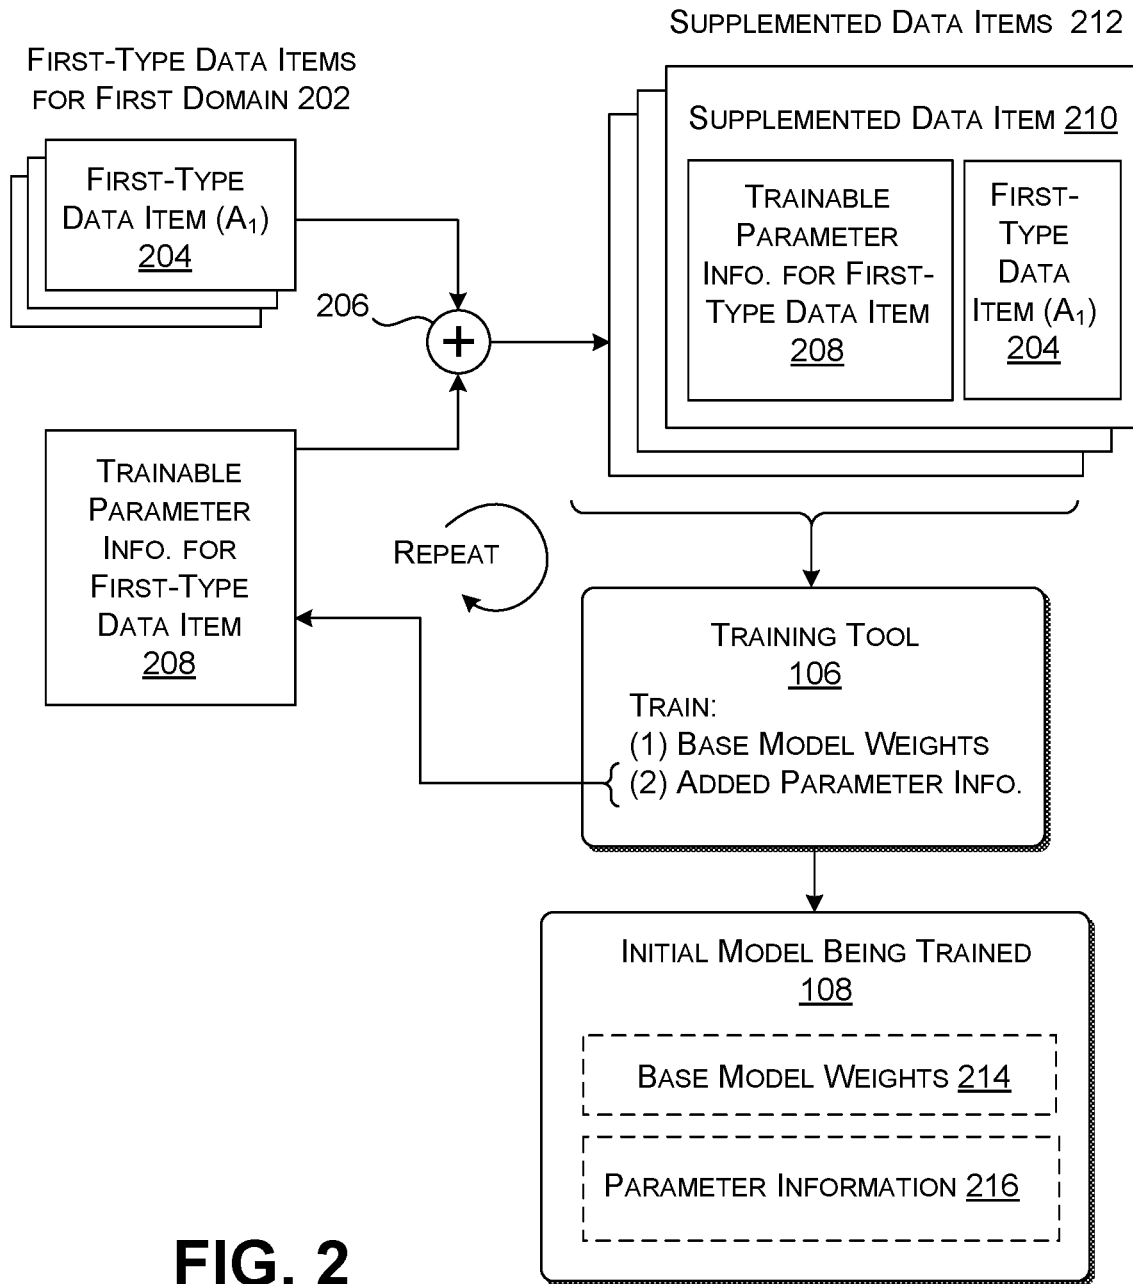 SUPPLEMENTED DATA ITEMS 212
FIRST-TYPE DATA ITEMS
FOR FIRST DOMAIN 202
FIRST-TYPE
DATA ITEM (A₁)
204
SUPPLEMENTED DATA ITEM 210
TRAINABLE
PARAMETER
INFO. FOR FIRST-
TYPE DATA ITEM
208
FIRST-
TYPE
DATA
ITEM (A₁)
204
206
+
TRAINABLE
PARAMETER
INFO. FOR
FIRST-TYPE
DATA ITEM
208
REPEAT
TRAINING TOOL
106
TRAIN:
(1) BASE MODEL WEIGHTS
(2) ADDED PARAMETER INFO.
INITIAL MODEL BEING TRAINED
108
BASE MODEL WEIGHTS 214
PARAMETER INFORMATION 216
FIG. 2